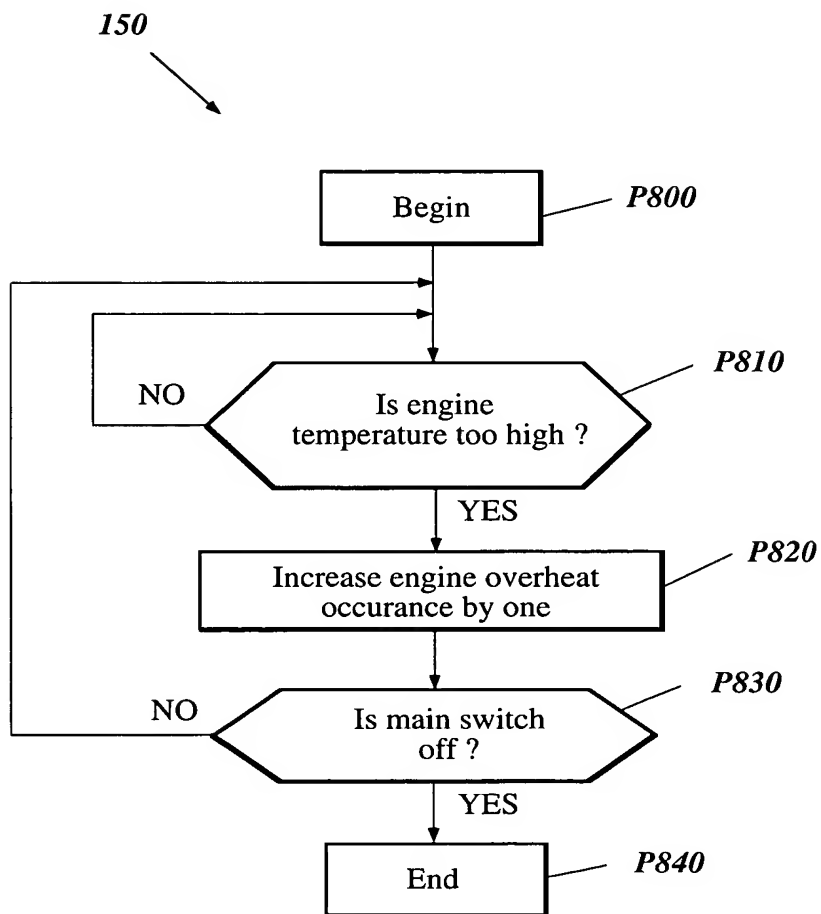 150
Begin
P800
P810
NO
Is engine
temperature too high ?
YES
P820
Increase engine overheat
occurance by one
P830
NO
Is main switch
off ?
YES
End
P840